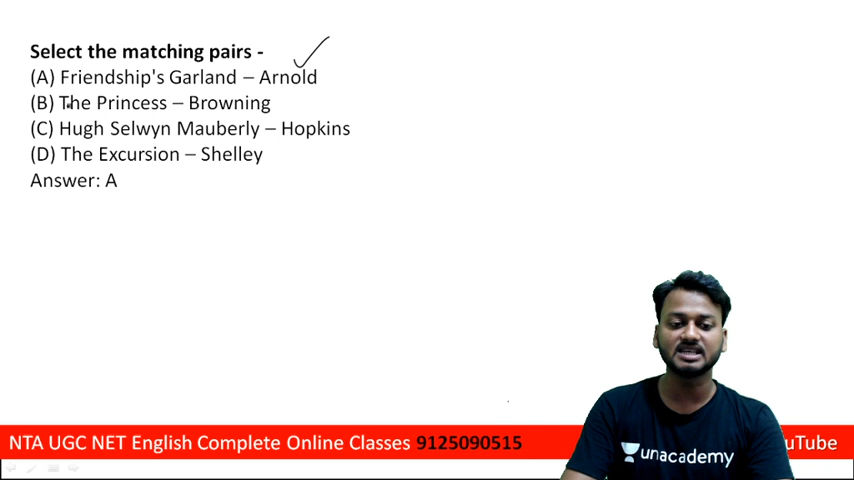 Select the matching pairs -
(A) Friendship's Garland – Arnold
(B) The Princess – Browning
(C) Hugh Selwyn Mauberly – Hopkins
(D) The Excursion – Shelley
Answer: A
NTA UGC NET English Complete Online Classes 9125090515
uTube
unacademy